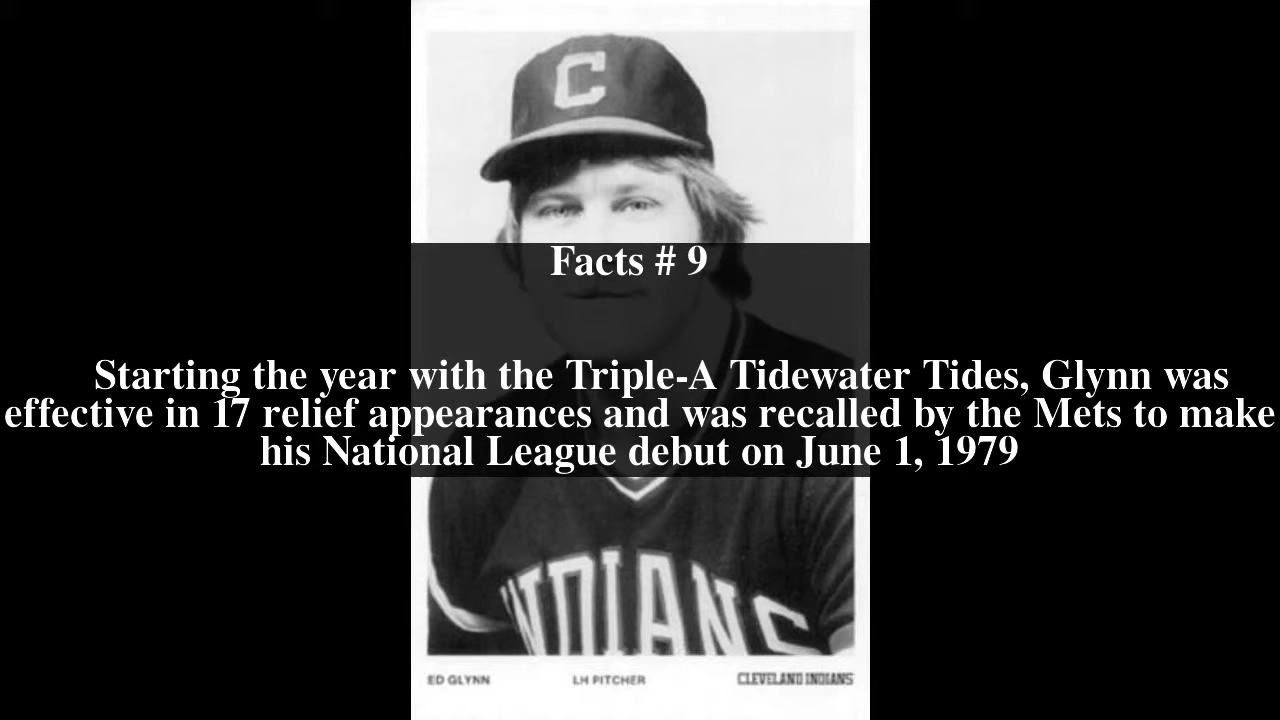 C
Facts # 9
Starting the year with the Triple-A Tidewater Tides, Glynn was
effective in 17 relief appearances and was recalled by the Mets to make
his National League debut on June 1, 1979
INDIANS
ED GLYNN LH PITCHER CLEVELAND INDIANS